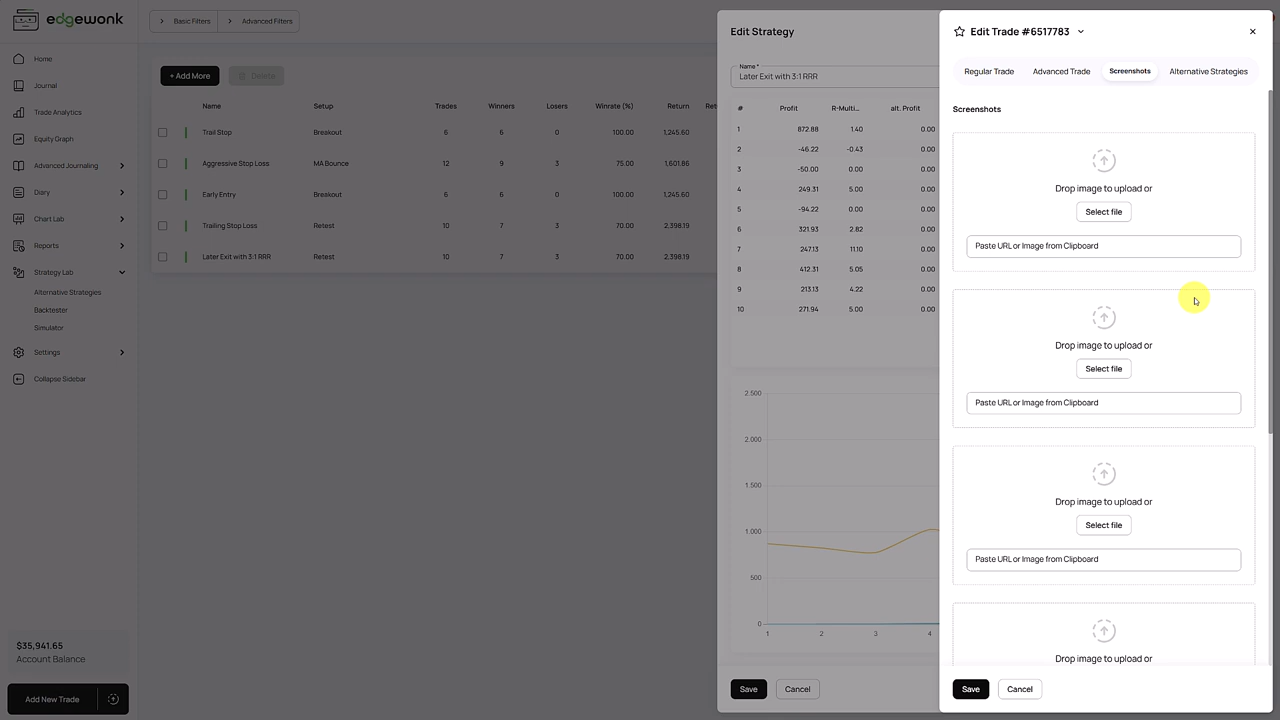 edgewonk
Home
Journal
Trade Analytics
Equity Graph
Advanced Journaling
Diary
Chart Lab
Reports
Strategy Lab
Alternative Strategies
Backtester
Simulator
Settings
Collapse Sidebar
$35,941.65
Account Balance
Add New Trade
Basic Filters Advanced Filters
+ Add More Delete
Name Setup Trades Winners Losers Winrate (%) Return
Trail Stop Breakout 6 6 0 100.00 1,245.60
Aggressive Stop Loss MA Bounce 12 9 3 75.00 1,601.86
Early Entry Breakout 6 6 0 100.00 1,245.60
Trailing Stop Loss Retest 10 7 3 70.00 2,398.19
Later Exit with 3:1 RRR Retest 10 7 3 70.00 2,398.19
Edit Strategy
Name *
Later Exit with 3:1 RRR
# Profit R-Multi... alt. Profit
1 872.88 1.40 0.00
2 -46.22 -0.43 0.00
3 -50.00 0.00 0.00
4 249.31 5.00 0.00
5 -94.22 0.00 0.00
6 321.93 2.82 0.00
7 247.13 11.10 0.00
8 412.31 5.05 0.00
9 213.13 4.22 0.00
10 271.94 5.00 0.00
2.500
2.000
1.500
1.000
500
0
1 2 3 4
Save Cancel
Edit Trade #6517783
Regular Trade Advanced Trade Screenshots Alternative Strategies
Screenshots
Drop image to upload or
Select file
Paste URL or Image from Clipboard
Drop image to upload or
Select file
Paste URL or Image from Clipboard
Drop image to upload or
Select file
Paste URL or Image from Clipboard
Drop image to upload or
Save Cancel